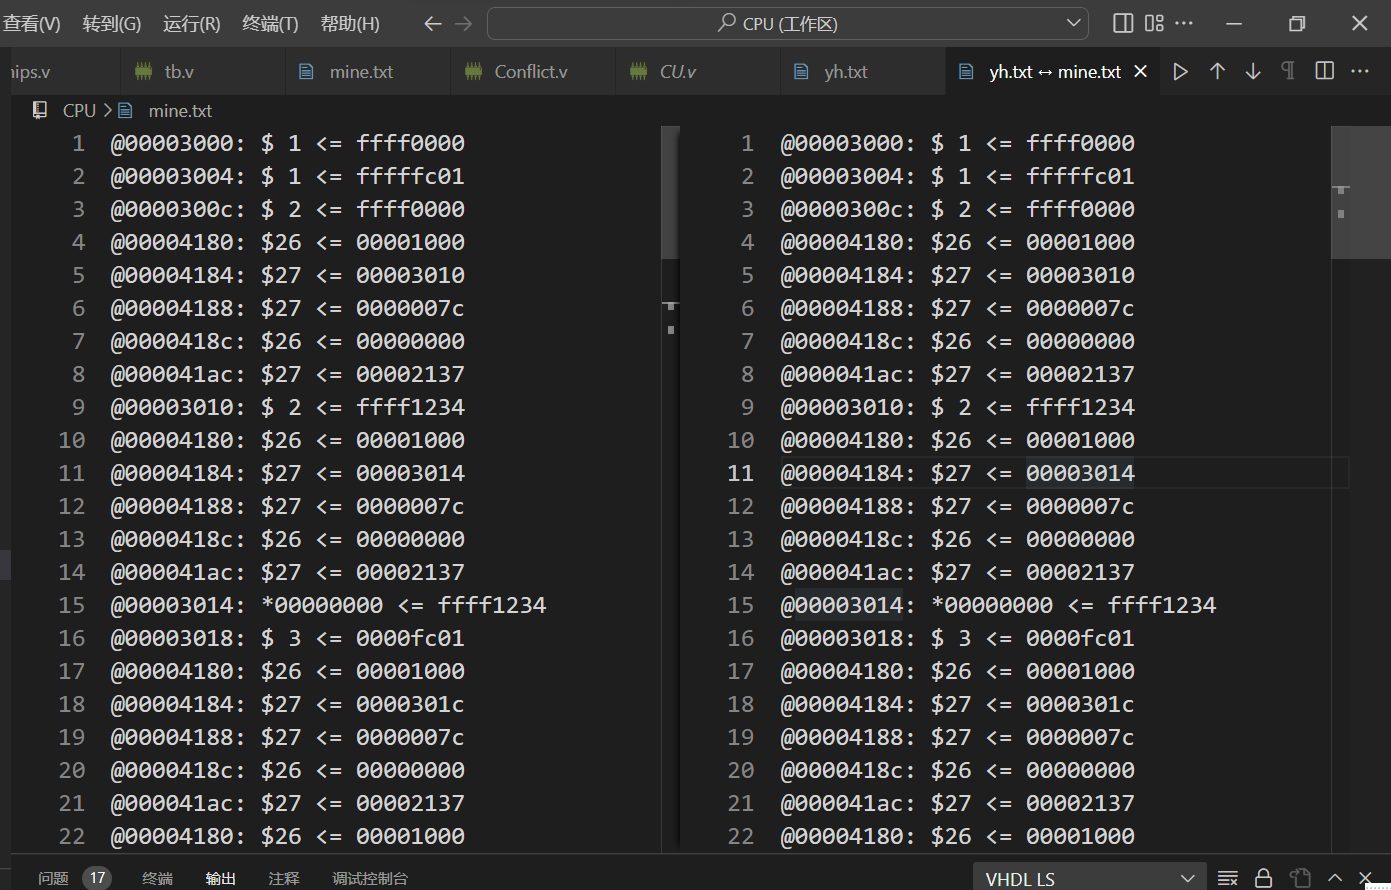 查看(V) 转到(G) 运行(R) 终端(T) 帮助(H) CPU (工作区)
ips.v tb.v mine.txt Conflict.v CU.v yh.txt yh.txt ↔ mine.txt
CPU > mine.txt
1 @00003000: $ 1 <= ffff0000
2 @00003004: $ 1 <= fffffc01
3 @0000300c: $ 2 <= ffff0000
4 @00004180: $26 <= 00001000
5 @00004184: $27 <= 00003010
6 @00004188: $27 <= 0000007c
7 @0000418c: $26 <= 00000000
8 @000041ac: $27 <= 00002137
9 @00003010: $ 2 <= ffff1234
10 @00004180: $26 <= 00001000
11 @00004184: $27 <= 00003014
12 @00004188: $27 <= 0000007c
13 @0000418c: $26 <= 00000000
14 @000041ac: $27 <= 00002137
15 @00003014: *00000000 <= ffff1234
16 @00003018: $ 3 <= 0000fc01
17 @00004180: $26 <= 00001000
18 @00004184: $27 <= 0000301c
19 @00004188: $27 <= 0000007c
20 @0000418c: $26 <= 00000000
21 @000041ac: $27 <= 00002137
22 @00004180: $26 <= 00001000
1 @00003000: $ 1 <= ffff0000
2 @00003004: $ 1 <= fffffc01
3 @0000300c: $ 2 <= ffff0000
4 @00004180: $26 <= 00001000
5 @00004184: $27 <= 00003010
6 @00004188: $27 <= 0000007c
7 @0000418c: $26 <= 00000000
8 @000041ac: $27 <= 00002137
9 @00003010: $ 2 <= ffff1234
10 @00004180: $26 <= 00001000
11 @00004184: $27 <= 00003014
12 @00004188: $27 <= 0000007c
13 @0000418c: $26 <= 00000000
14 @000041ac: $27 <= 00002137
15 @00003014: *00000000 <= ffff1234
16 @00003018: $ 3 <= 0000fc01
17 @00004180: $26 <= 00001000
18 @00004184: $27 <= 0000301c
19 @00004188: $27 <= 0000007c
20 @0000418c: $26 <= 00000000
21 @000041ac: $27 <= 00002137
22 @00004180: $26 <= 00001000
问题 17 终端 输出 注释 调试控制台 VHDL LS